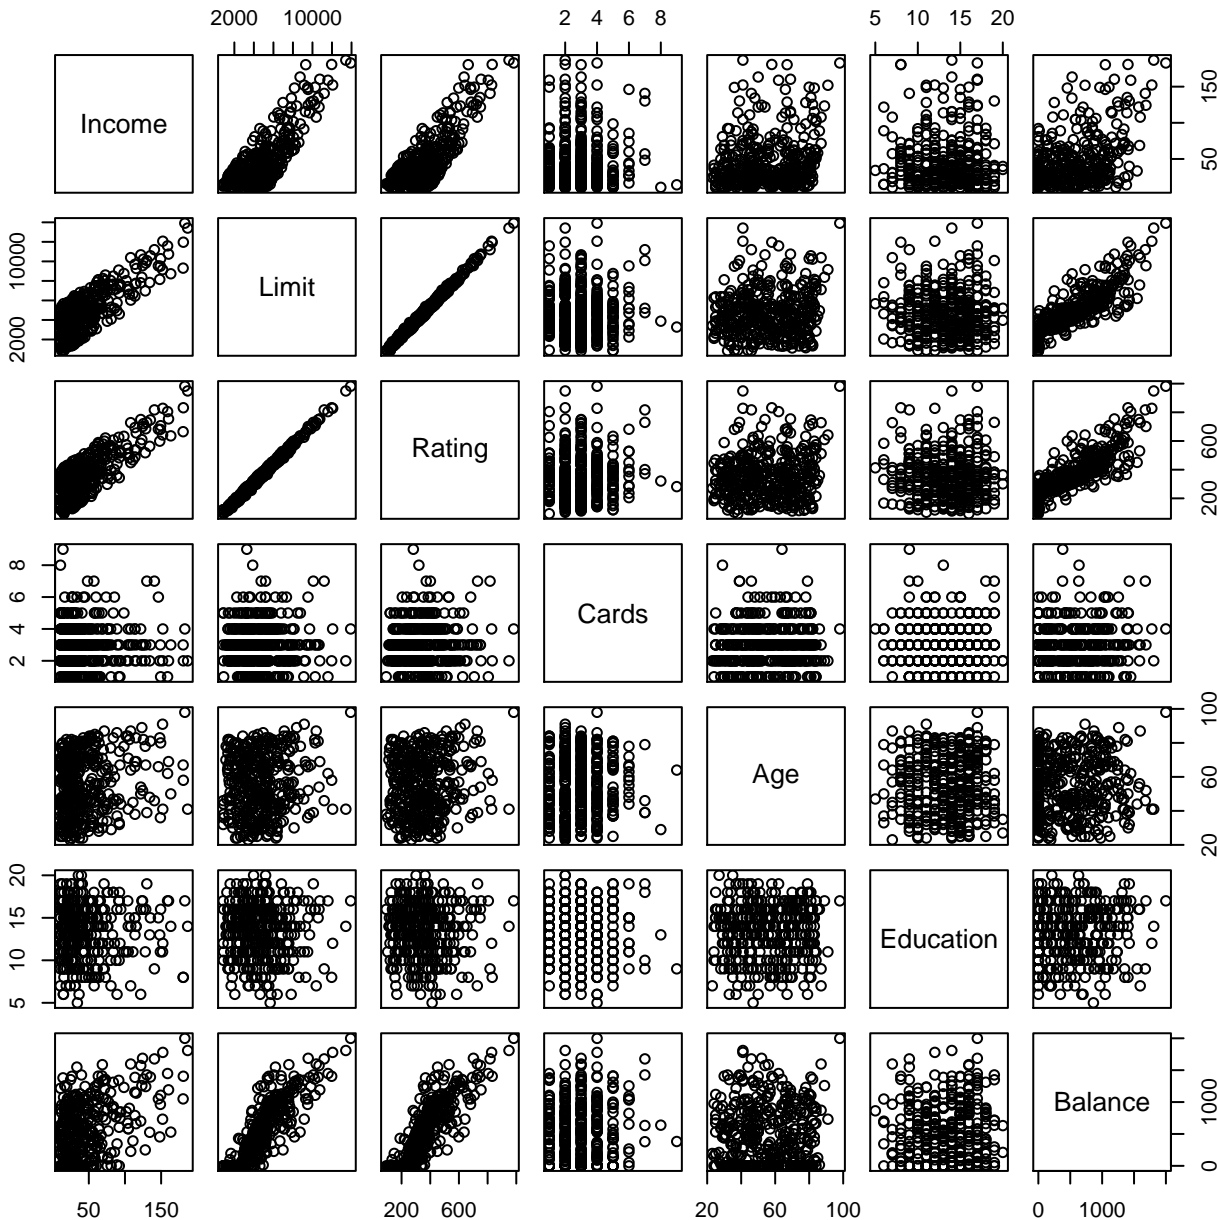 2000 10000 2 4 6 8 5 10 15 20
Income 50 150
2000 10000 Limit
Rating 200 600
2 4 6 8 Cards
Age 20 60 100
5 10 15 20 Education
Balance 0 1000
50 150 200 600 20 60 100 0 1000